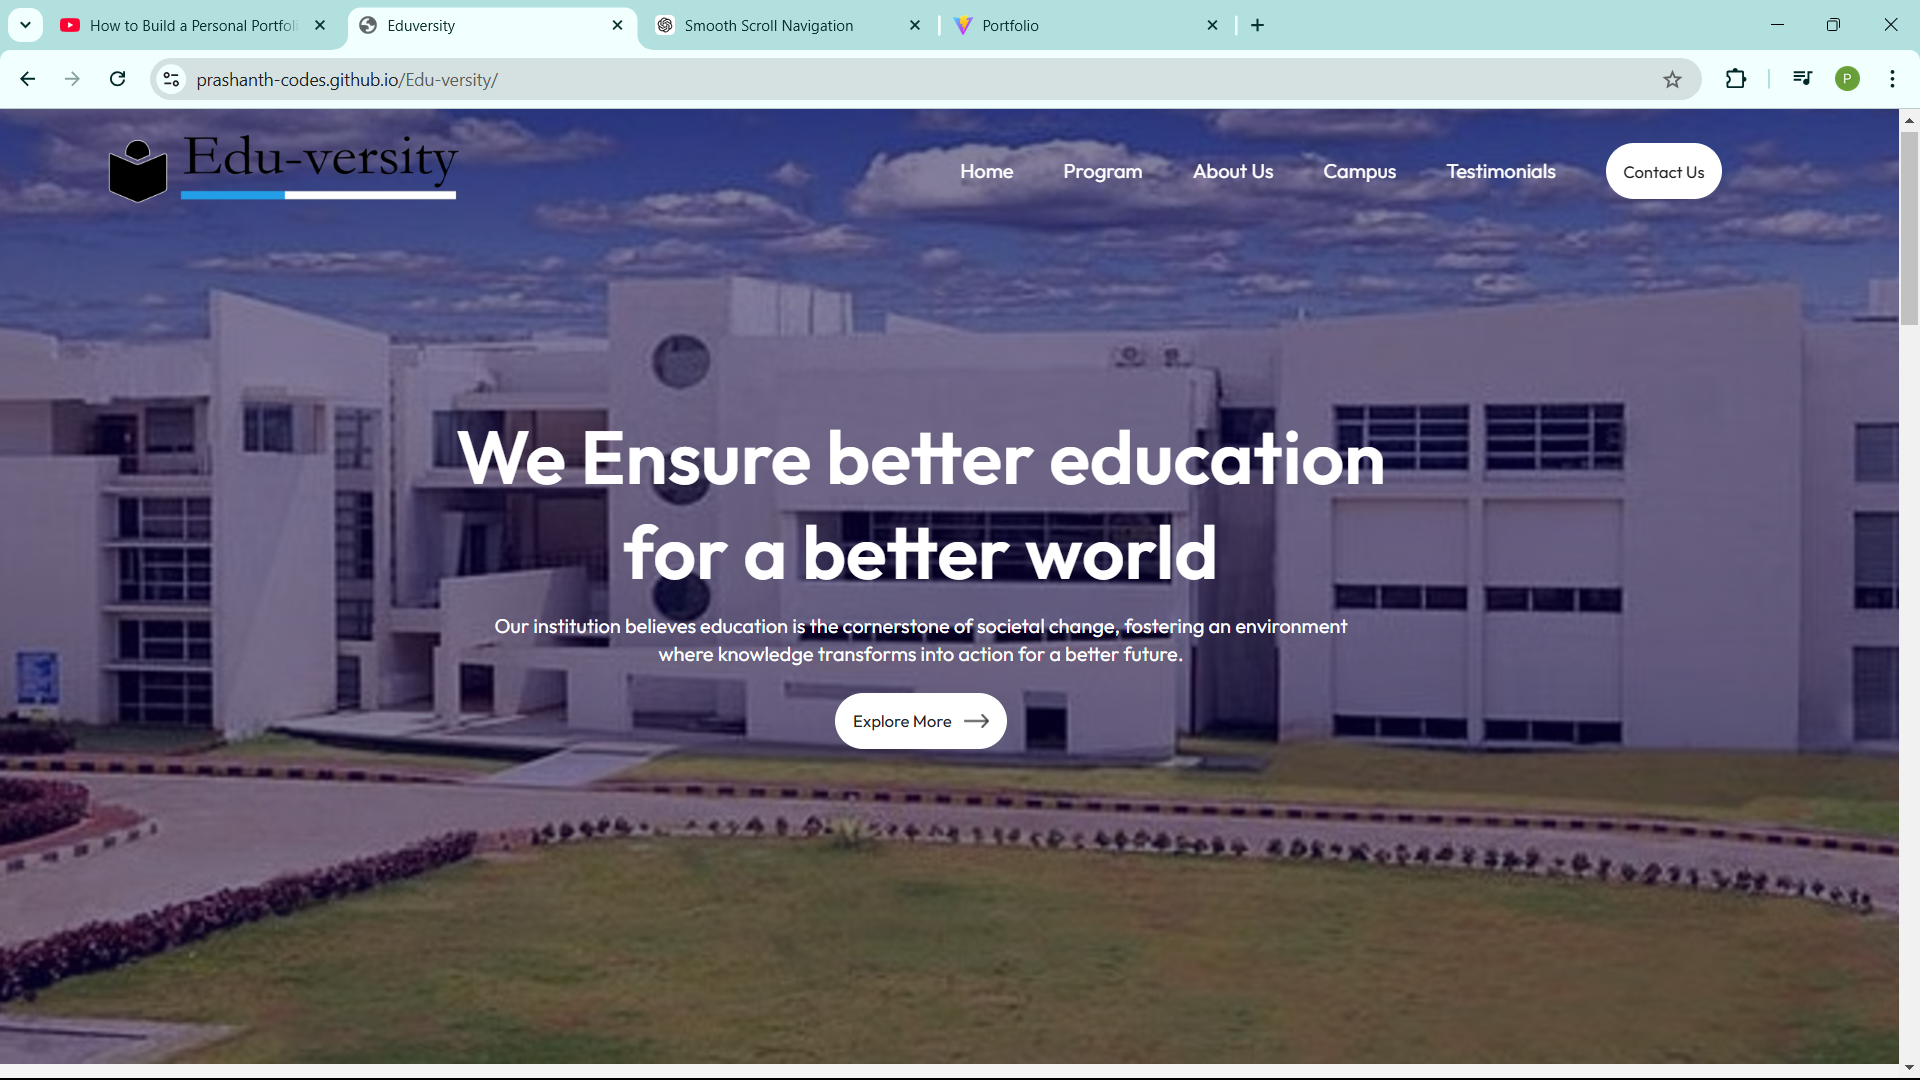 How to Build a Personal Portfoli
Eduversity
Smooth Scroll Navigation
Portfolio
prashanth-codes.github.io/Edu-versity/
P
Edu-versity
Home
Program
About Us
Campus
Testimonials
Contact Us
We Ensure better education
for a better world
Our institution believes education is the cornerstone of societal change, fostering an environment
where knowledge transforms into action for a better future.
Explore More